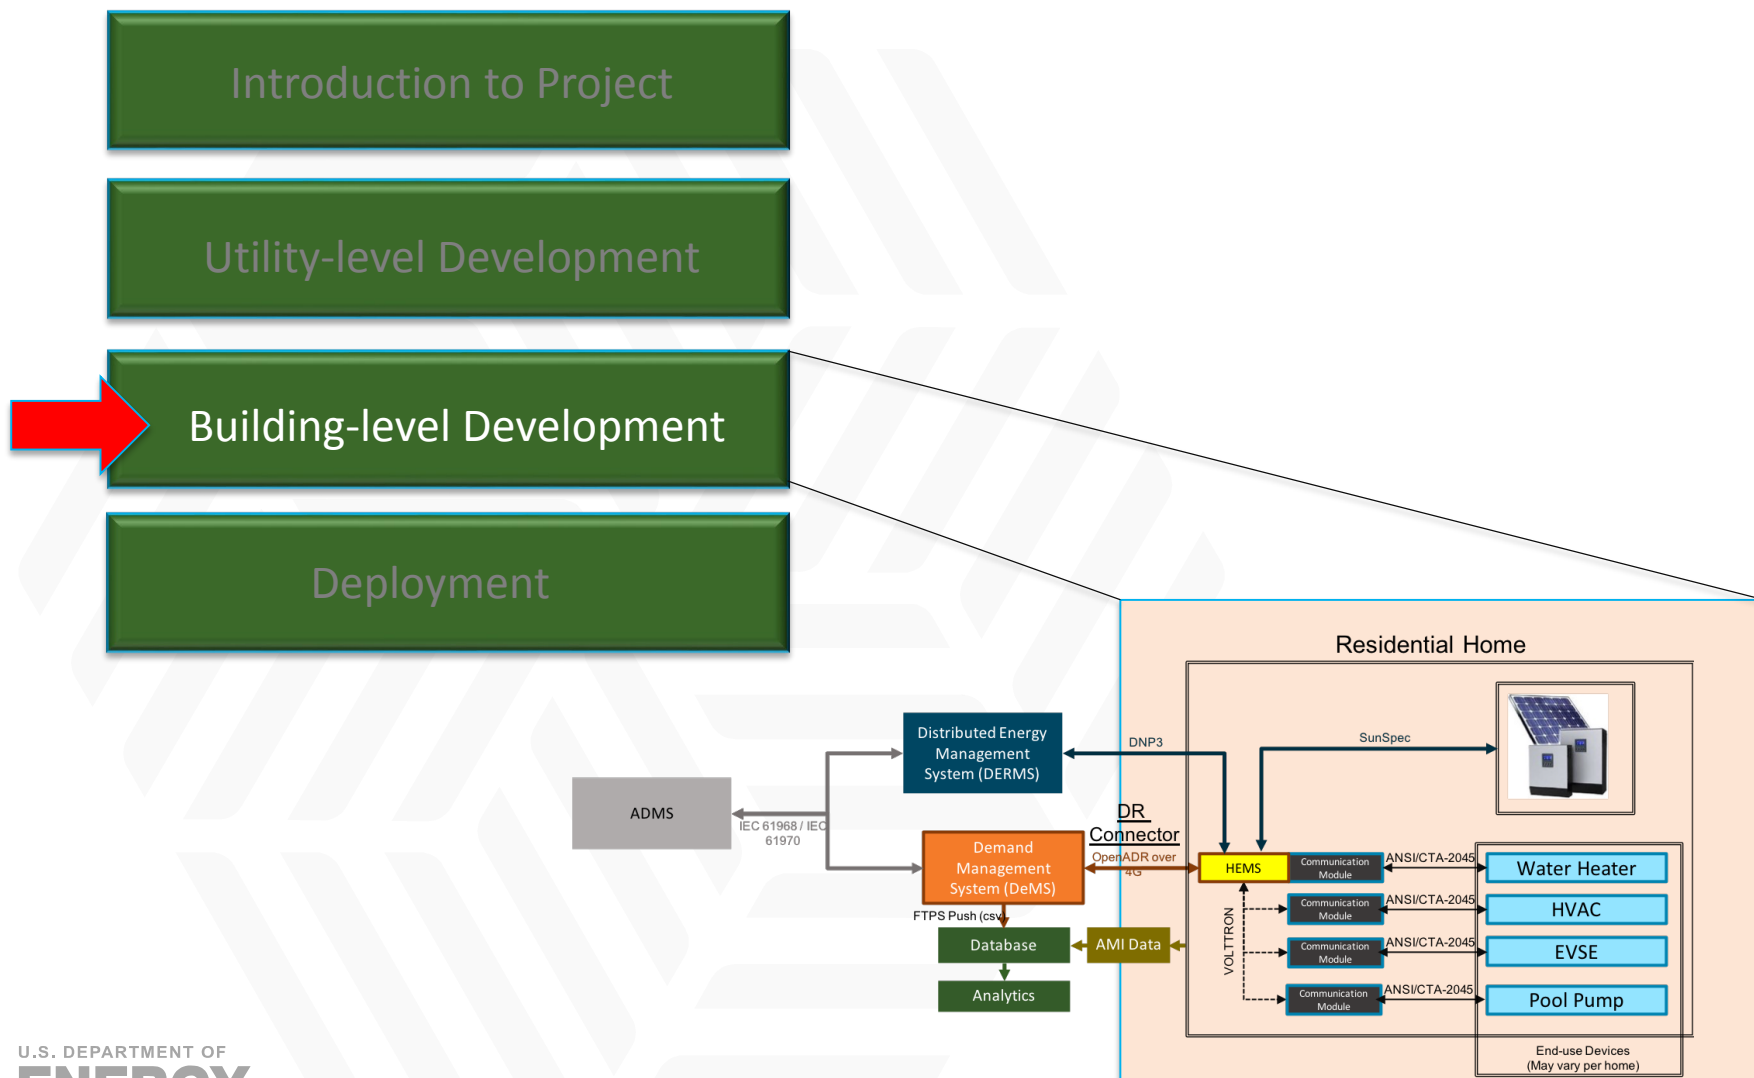 Introduction to Project
Utility-level Development
Building-level Development
Deployment
Residential Home
Distributed Energy
Management
System (DERMS)
DNP3
SunSpec
ADMS
IEC 61968 / IEC
61970
DR
Connector
Demand
Management
System (DeMS)
OpenADR over
4G
HEMS
Communication
Module
ANSI/CTA-2045
Water Heater
Communication
Module
ANSI/CTA-2045
HVAC
FTPS Push (csv)
Database
AMI Data
VOLTTRON
Communication
Module
ANSI/CTA-2045
EVSE
Analytics
Communication
Module
ANSI/CTA-2045
Pool Pump
End-use Devices
(May vary per home)
U.S. DEPARTMENT OF
ENERGY